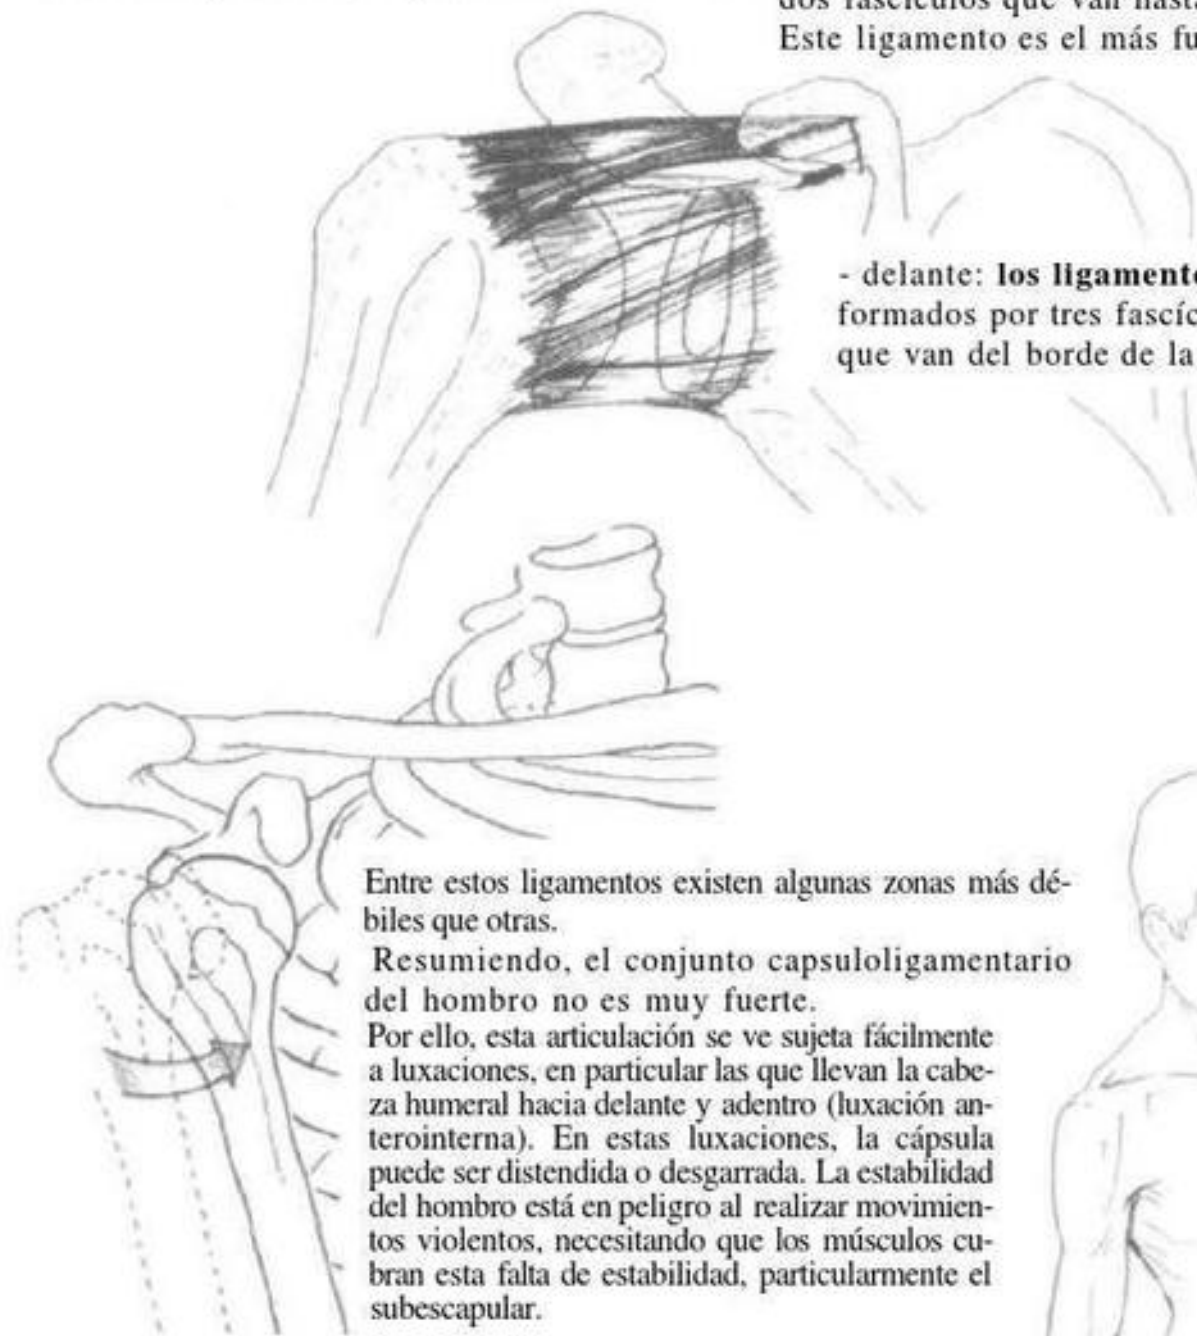 dos fascículos que van hasta
Este ligamento es el más
- delante: los
formados por tres
que van del borde de la
Entre estos ligamentos existen algunas zonas más dé-
biles que otras.
Resumiendo, el conjunto capsuloligamentario
del hombro no es muy fuerte.
Por ello, esta articulación se ve sujeta fácilmente
a luxaciones, en particular las que llevan la cabe-
za humeral hacia delante y adentro (luxación an-
terointerna). En estas luxaciones, la cápsula
puede ser distendida o desgarrada. La estabilidad
del hombro está en peligro al realizar movimien-
tos violentos, necesitando que los músculos cu-
bran esta falta de estabilidad, particularmente el
subescapular.